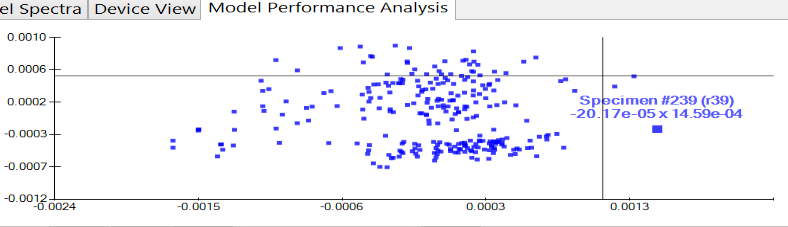 el Spectra Device View Model Performance Analysis
0.0010
0.0006
0.0002
Specimen #239 (r39)
-20.17e-05 x 14.59e-04
-0.0003
-0.0007
-0.0012
-0.0024 -0.0015 -0.0006 0.0003 0.0013